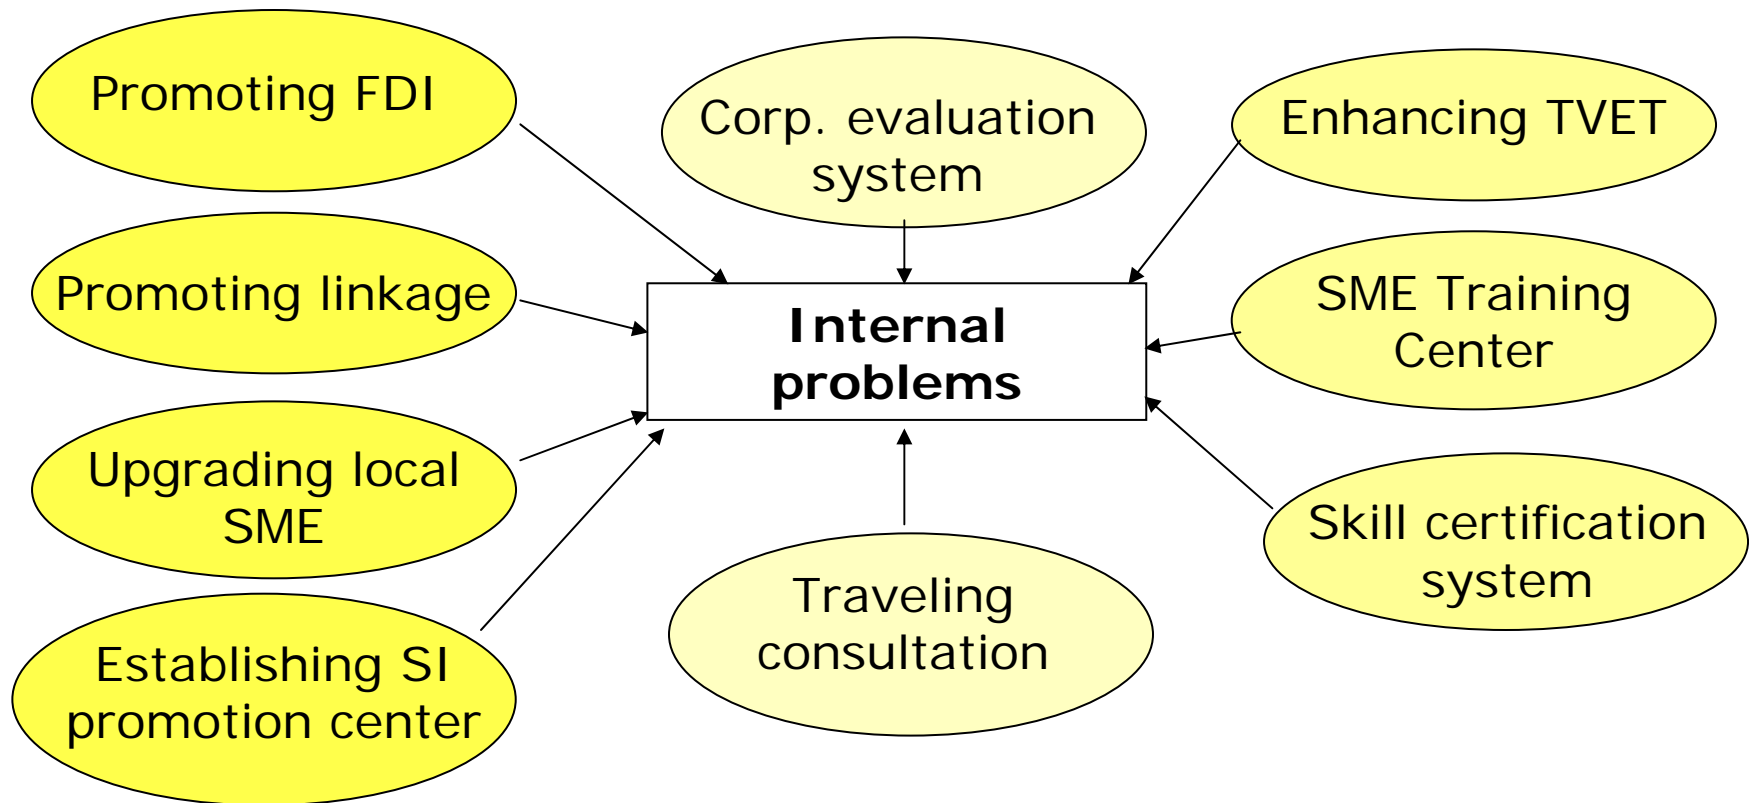 Promoting FDI
Promoting linkage
Upgrading local
SME
Establishing SI
promotion center
Corp. evaluation
system
Internal
problems
Traveling
consultation
Enhancing TVET
SME Training
Center
Skill certification
system